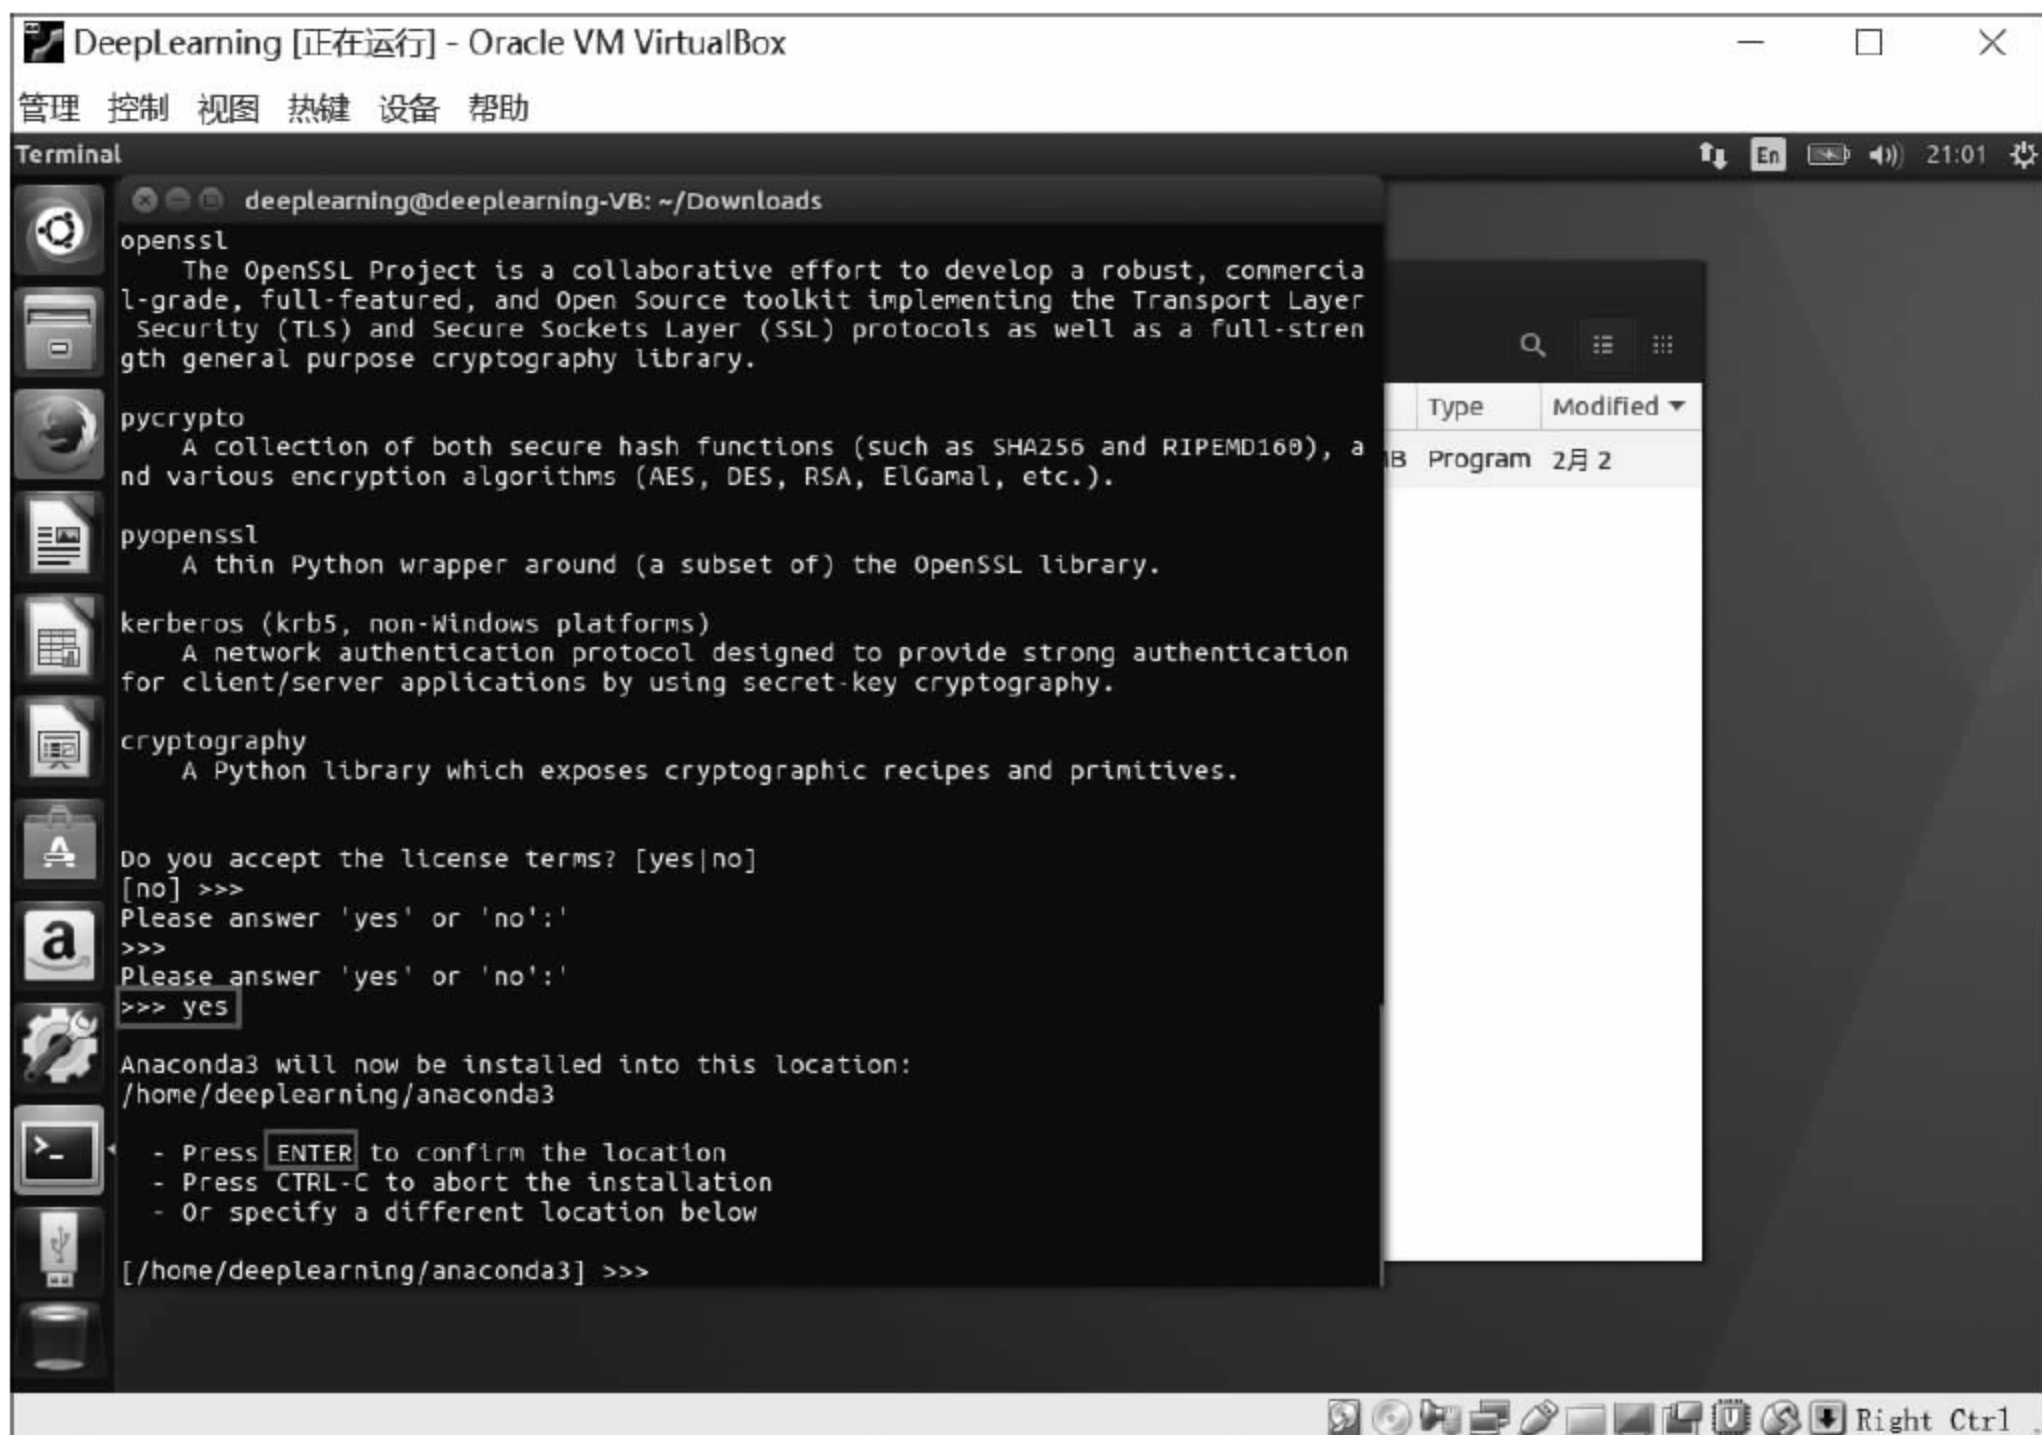 DeepLearning [正在运行] - Oracle VM VirtualBox
管理 控制 视图 热键 设备 帮助
Terminal
En 21:01
deeplearning@deeplearning-VB: ~/Downloads
openssl
The OpenSSL Project is a collaborative effort to develop a robust, commercia
l-grade, full-featured, and Open Source toolkit implementing the Transport Layer
Security (TLS) and Secure Sockets Layer (SSL) protocols as well as a full-stren
gth general purpose cryptography library.
pycrypto
A collection of both secure hash functions (such as SHA256 and RIPEMD160), a
nd various encryption algorithms (AES, DES, RSA, ElGamal, etc.).
pyopenssl
A thin Python wrapper around (a subset of) the OpenSSL library.
kerberos (krb5, non-Windows platforms)
A network authentication protocol designed to provide strong authentication
for client/server applications by using secret-key cryptography.
cryptography
A Python library which exposes cryptographic recipes and primitives.
Do you accept the license terms? [yes|no]
[no] >>>
Please answer 'yes' or 'no':'
>>>
Please answer 'yes' or 'no':'
>>> yes
Anaconda3 will now be installed into this location:
/home/deeplearning/anaconda3
- Press ENTER to confirm the location
- Press CTRL-C to abort the installation
- Or specify a different location below
[/home/deeplearning/anaconda3] >>>
Type Modified
Program 2月 2
Right Ctrl